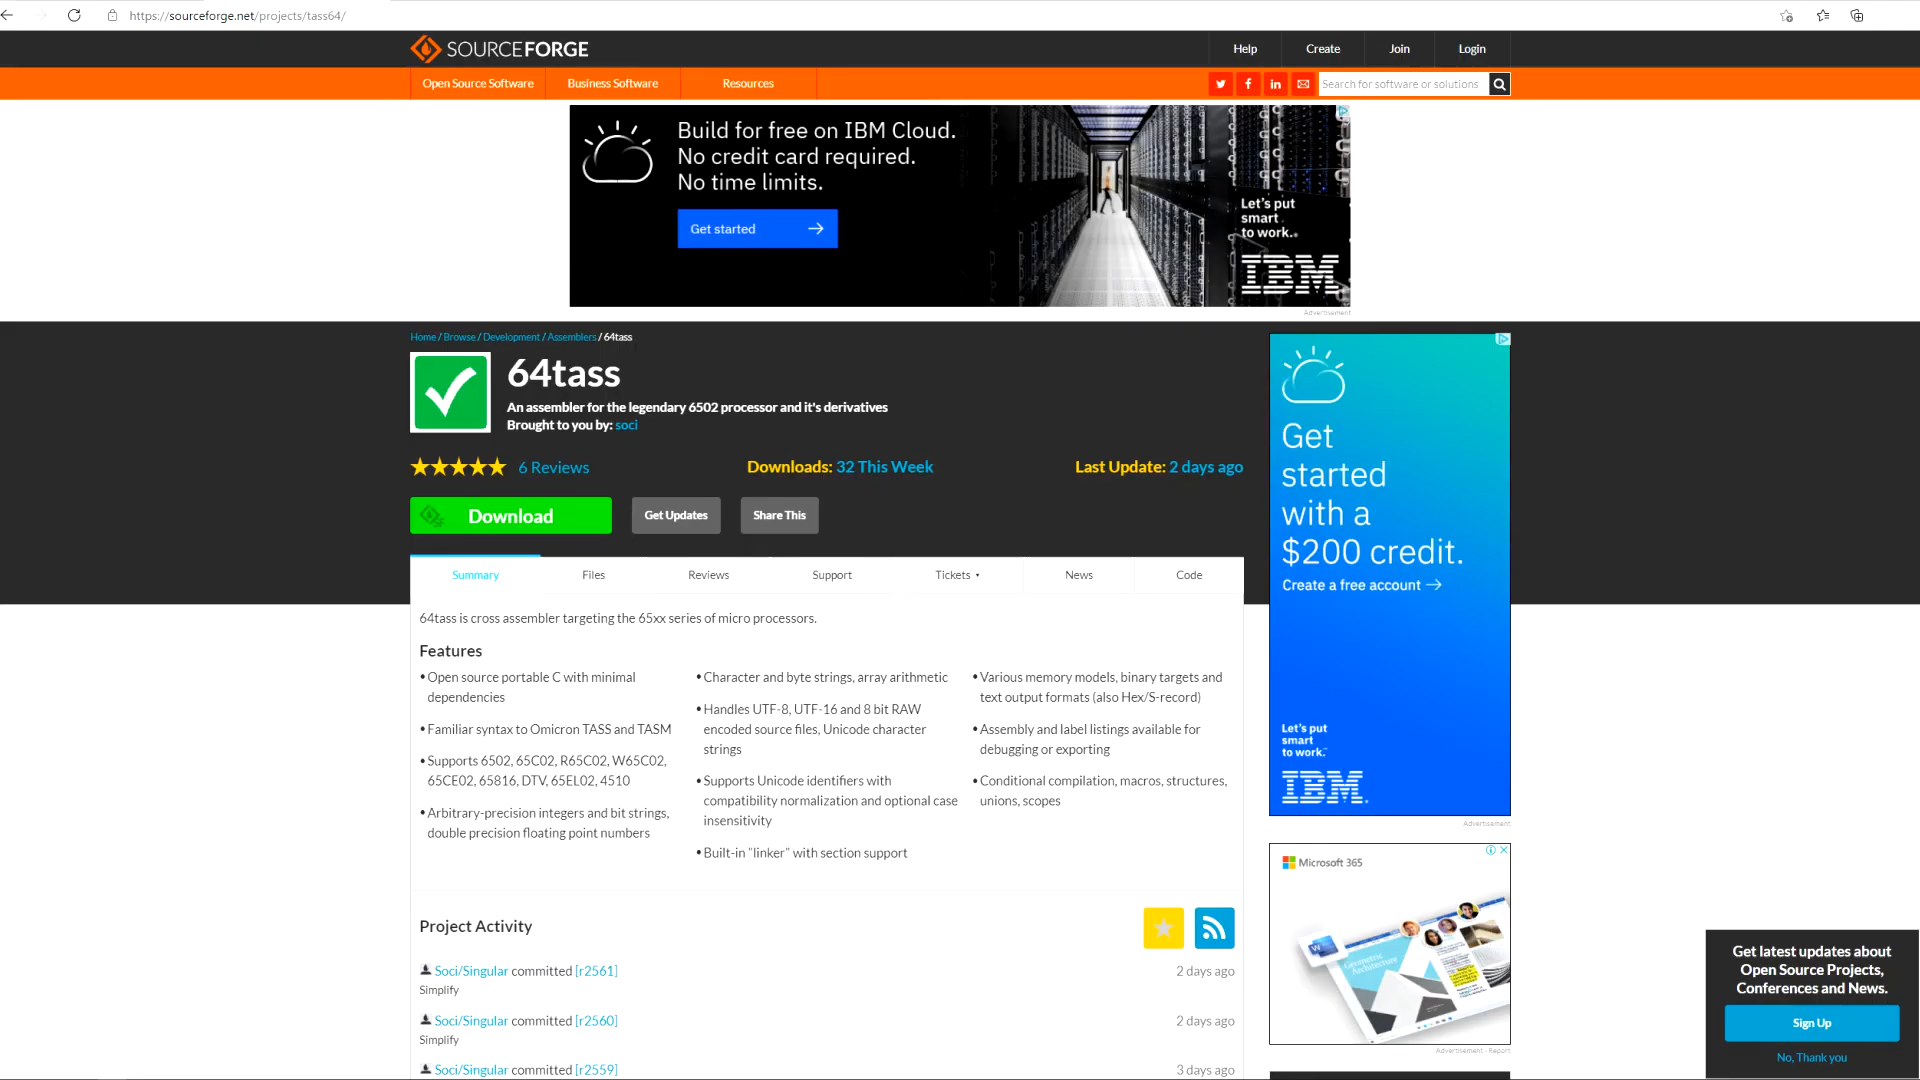 https://sourceforge.net/projects/tass64/
SOURCEFORGE
Help
Create
Join
Login
Open Source Software
Business Software
Resources
Search for software or solutions
Build for free on IBM Cloud.
No credit card required.
No time limits.
Get started
Let's put
smart
to work.
IBM
Advertisement
Home / Browse / Development / Assemblers / 64tass
64tass
An assembler for the legendary 6502 processor and it's derivatives
Brought to you by: soci
6 Reviews
Downloads: 32 This Week
Last Update: 2 days ago
Download
Get Updates
Share This
Summary
Files
Reviews
Support
Tickets
News
Code
64tass is cross assembler targeting the 65xx series of micro processors.
Features
• Open source portable C with minimal
dependencies
• Familiar syntax to Omicron TASS and TASM
• Supports 6502, 65C02, R65C02, W65C02,
65CE02, 65816, DTV, 65EL02, 4510
• Arbitrary-precision integers and bit strings,
double precision floating point numbers
• Character and byte strings, array arithmetic
• Handles UTF-8, UTF-16 and 8 bit RAW
encoded source files, Unicode character
strings
• Supports Unicode identifiers with
compatibility normalization and optional case
insensitivity
• Built-in "linker" with section support
• Various memory models, binary targets and
text output formats (also Hex/S-record)
• Assembly and label listings available for
debugging or exporting
• Conditional compilation, macros, structures,
unions, scopes
Project Activity
Soci/Singular committed [r2561]
2 days ago
Simplify
Soci/Singular committed [r2560]
2 days ago
Simplify
Soci/Singular committed [r2559]
3 days ago
Get
started
with a
$200 credit.
Create a free account →
Let's put
smart
to work.
IBM.
Advertisement
Microsoft 365
Geometric
Architecture
Advertisement - Report
Get latest updates about
Open Source Projects,
Conferences and News.
Sign Up
No, Thank you